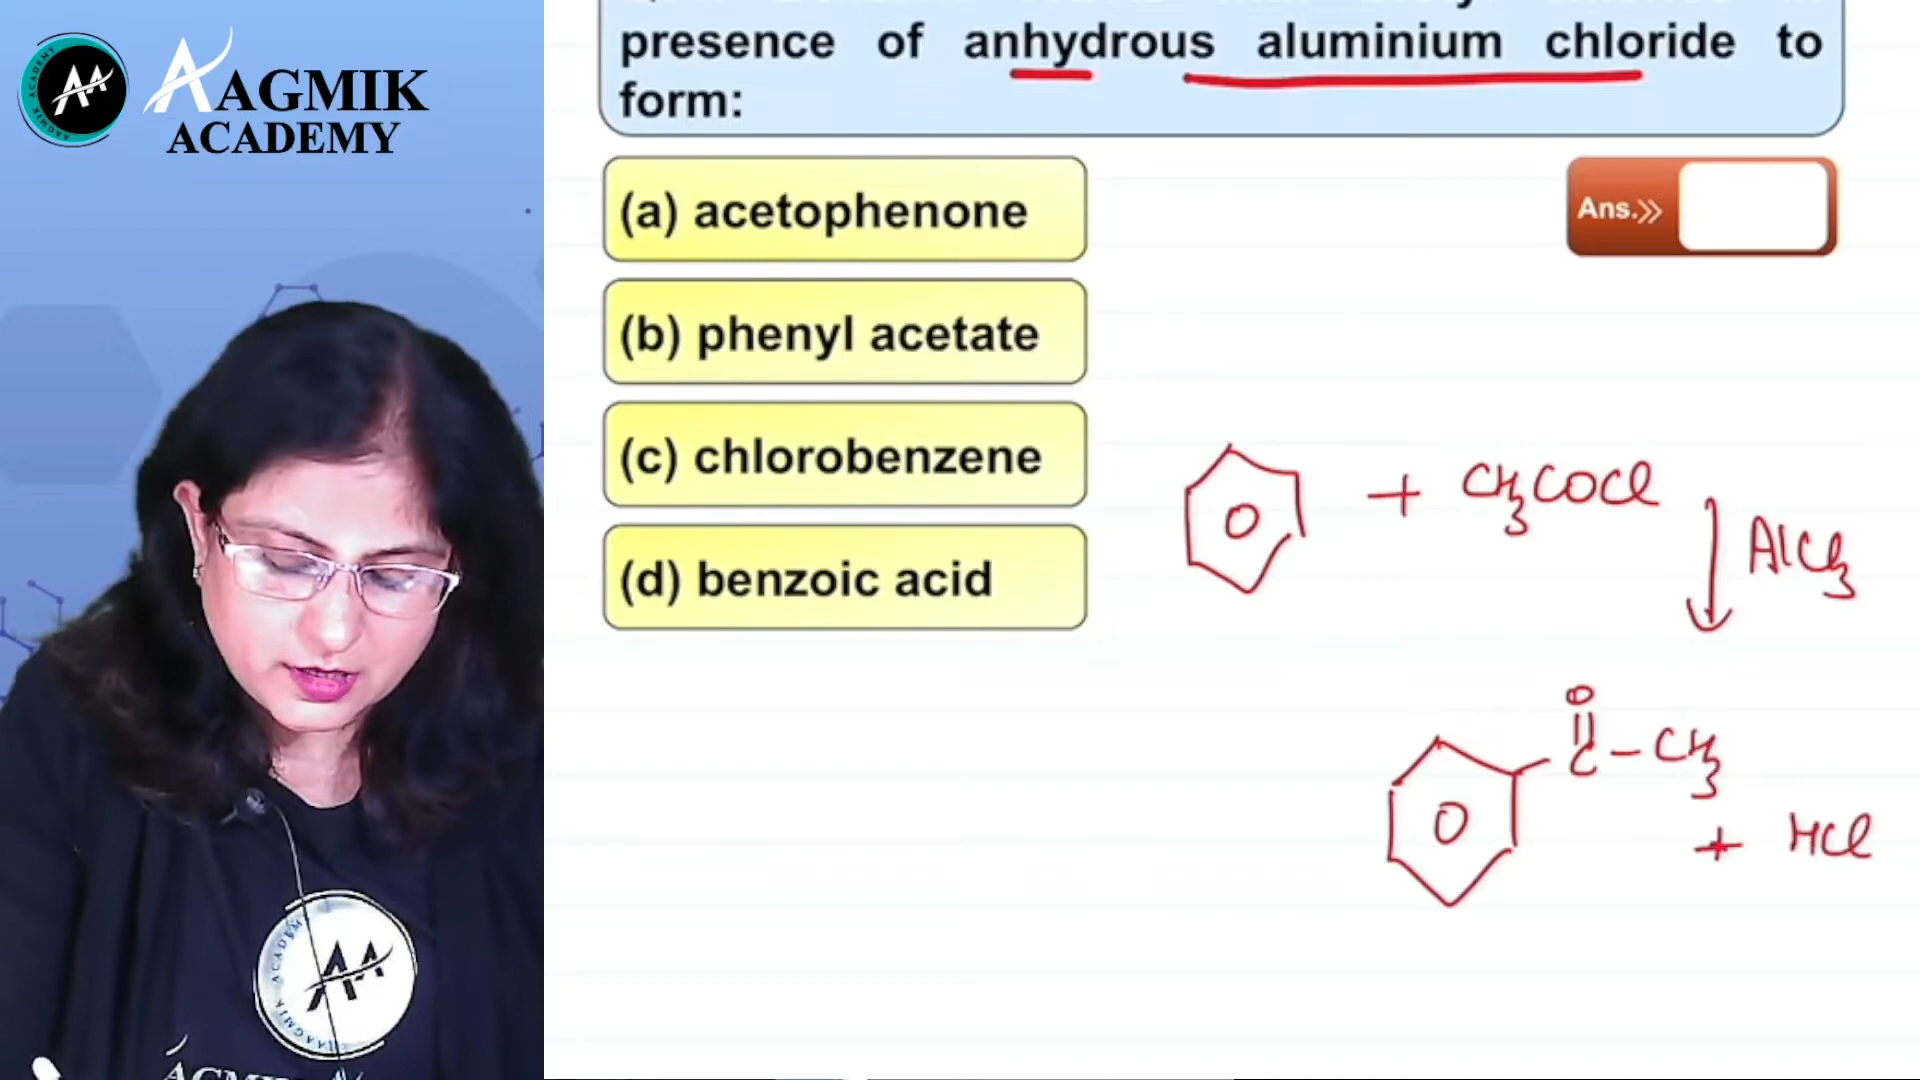 AAGMIK
ACADEMY
presence of anhydrous aluminium chloride to
form:
(a) acetophenone
Ans.
(b) phenyl acetate
(c) chlorobenzene
(d) benzoic acid
+ CH3COCl
AlCl3
O
C-CH3
+ HCl